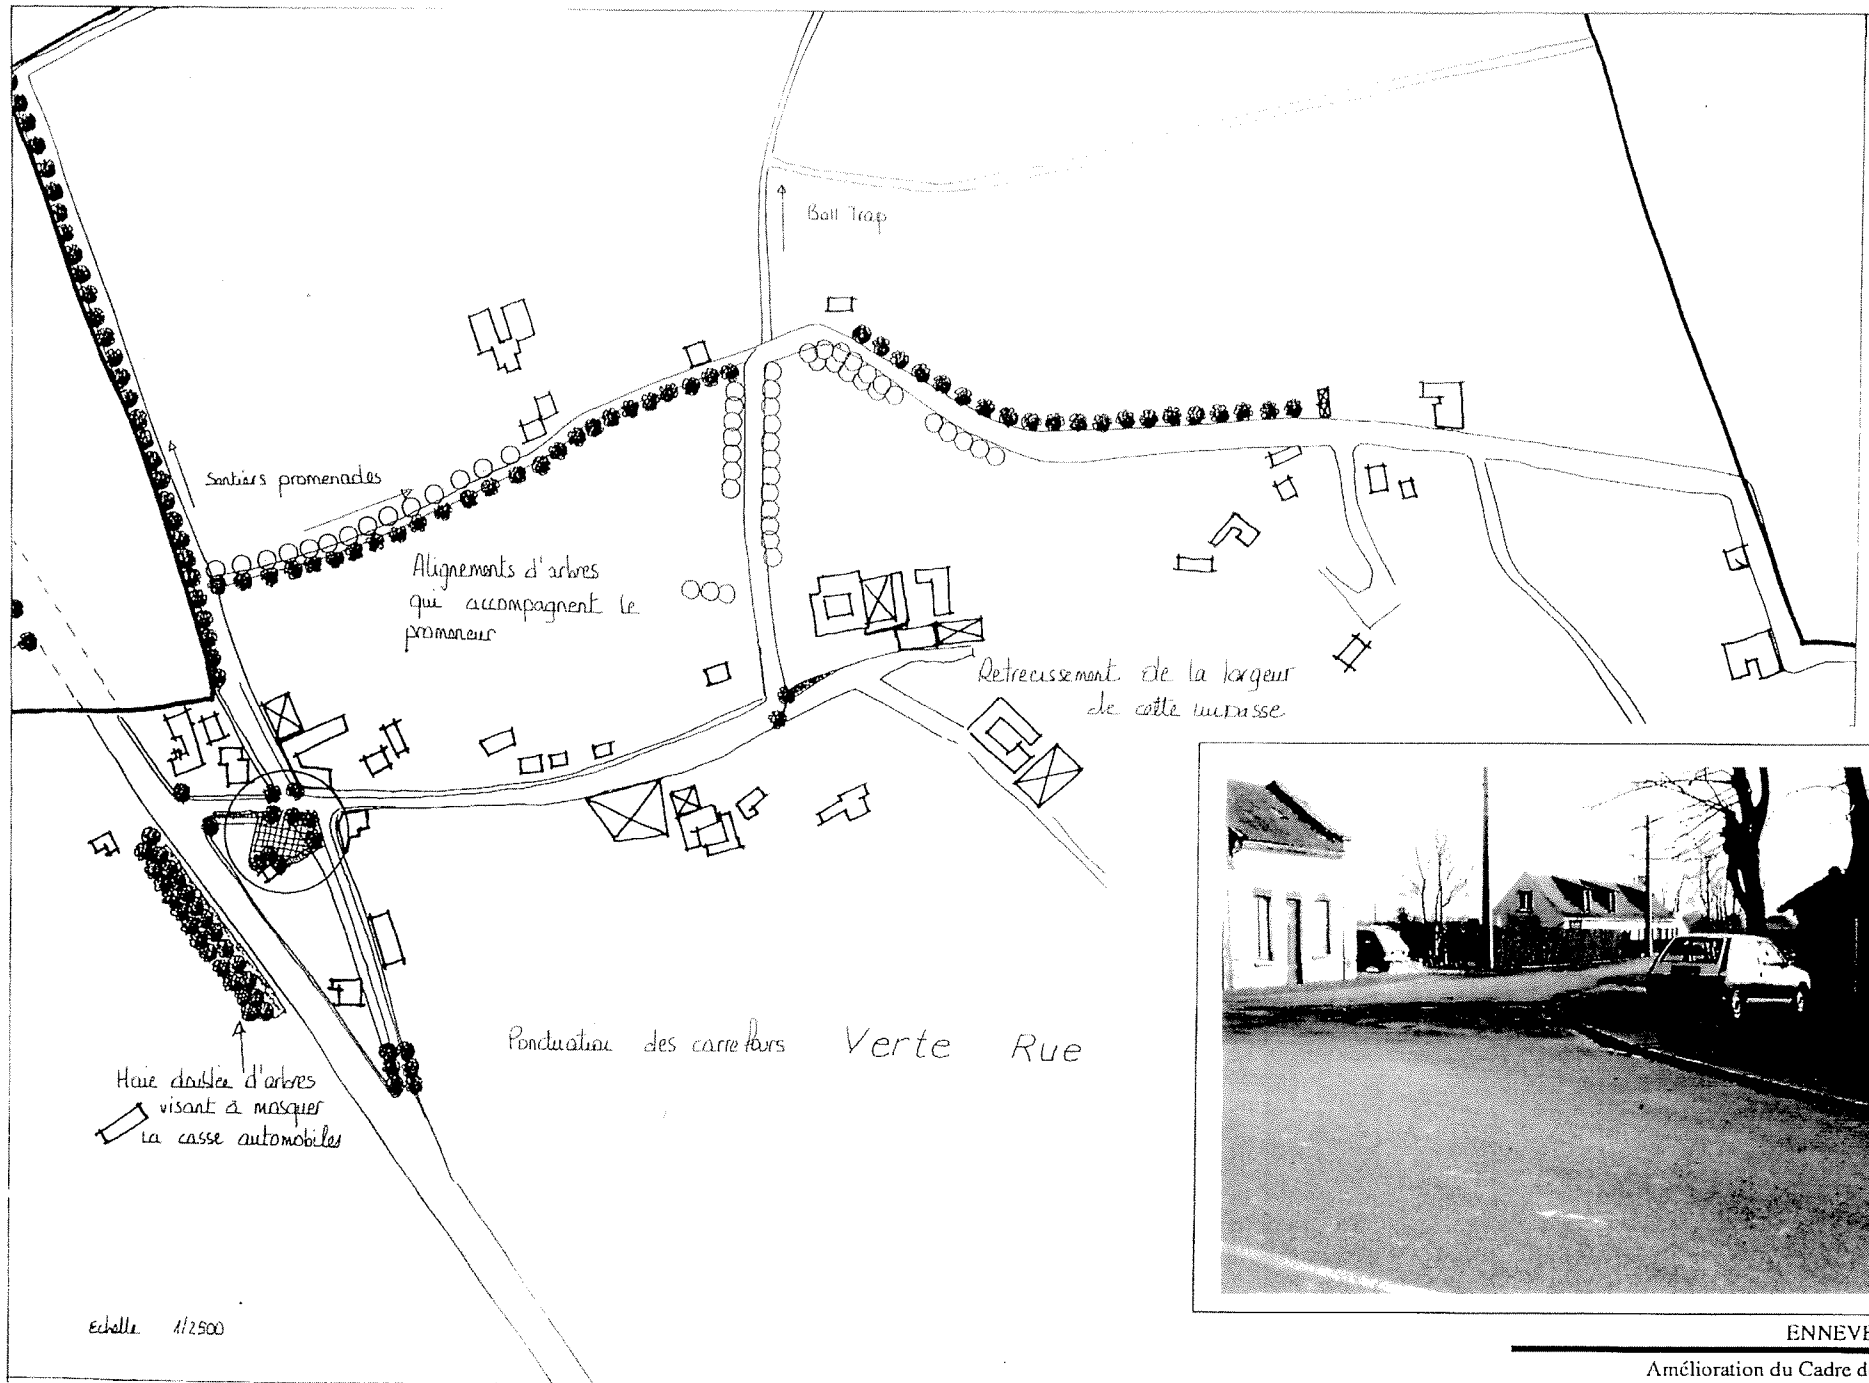 Ball Trap
Sentiers promenades
Alignements d'arbres
qui accompagnent le
promeneur
Retrecissement de la largeur
de cette impasse
Ponctuation des carrefours Verte Rue
Haie doublée d'arbres
visant à masquer
la casse automobiles
Echelle 1/2500
ENNEVE
Amélioration du Cadre d